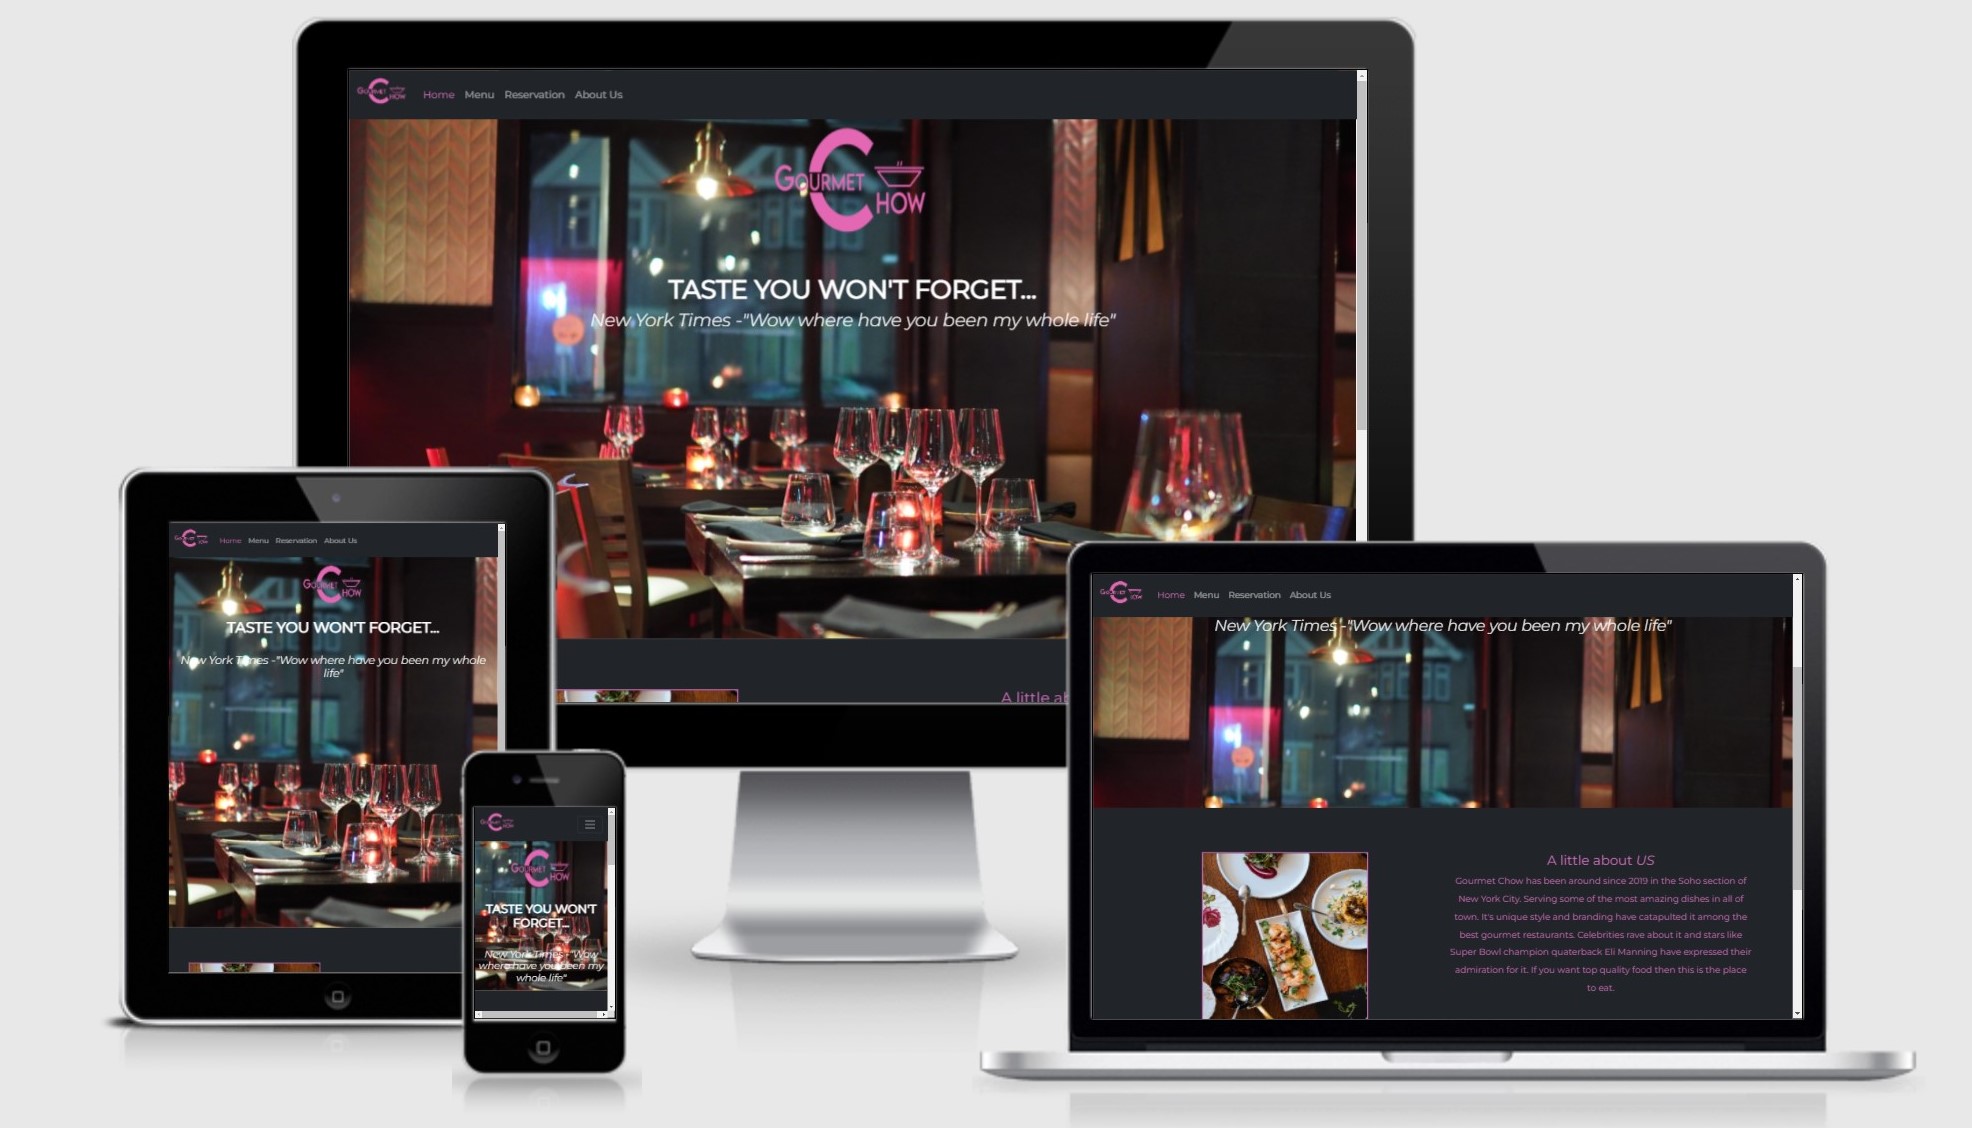 GOURMET CHOW
Home Menu Reservation About Us
GOURMET
CHOW
TASTE YOU WON'T FORGET...
New York Times -"Wow where have you been my whole life"
A little ab
GOURMET CHOW
Home Menu Reservation About Us
GOURMET
CHOW
TASTE YOU WON'T FORGET...
New York Times -"Wow where have you been my whole
life"
GOURMET CHOW
GOURMET
CHOW
TASTE YOU WON'T
FORGET...
New York Times -"Wow
where have you been my
whole life"
GOURMET CHOW
Home Menu Reservation About Us
New York Times -"Wow where have you been my whole life"
A little about US
Gourmet Chow has been around since 2019 in the Soho section of
New York City. Serving some of the most amazing dishes in all of
town. It's unique style and branding have catapulted it among the
best gourmet restaurants. Celebrities rave about it and stars like
Super Bowl champion quaterback Eli Manning have expressed their
admiration for it. If you want top quality food then this is the place
to eat.